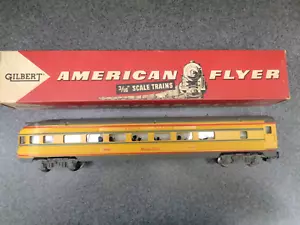 GILBERT
AMERICAN FLYER
3/16" SCALE TRAINS